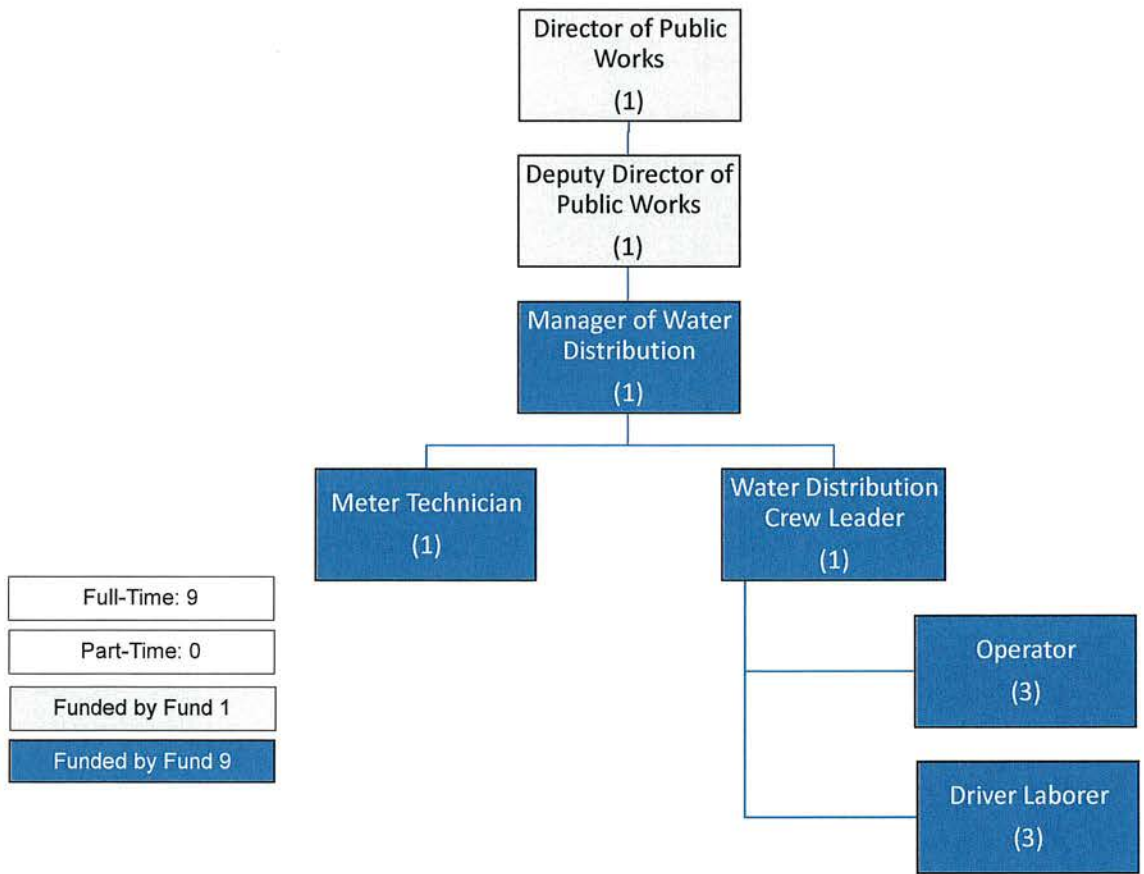 Director of Public
Works
(1)
Deputy Director of
Public Works
(1)
Manager of Water
Distribution
(1)
Meter Technician
(1)
Water Distribution
Crew Leader
(1)
Operator
(3)
Driver Laborer
(3)
Full-Time: 9
Part-Time: 0
Funded by Fund 1
Funded by Fund 9